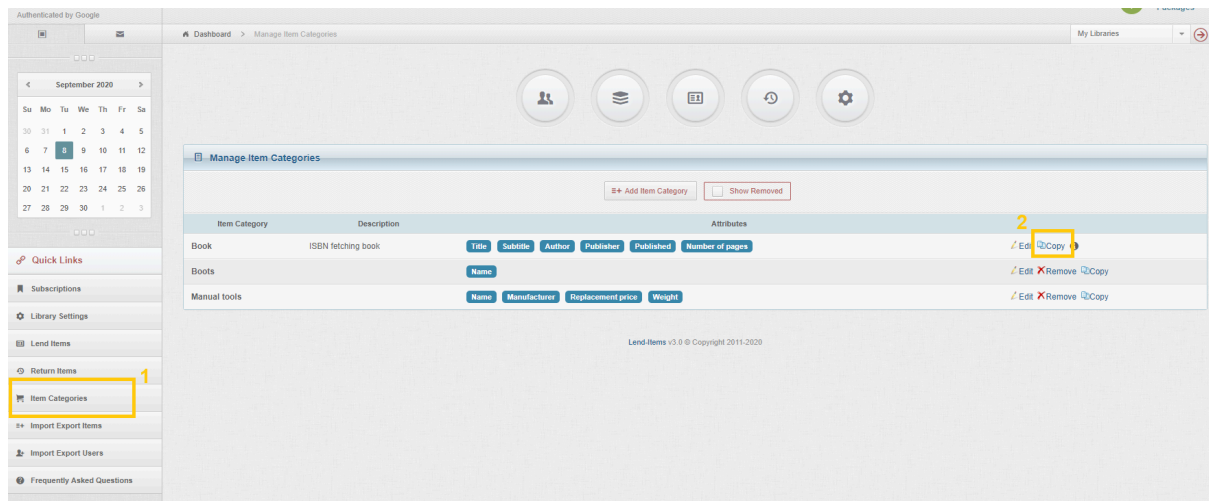 Authenticated by Google
Packages
Dashboard > Manage Item Categories
My Libraries
< September 2020 >
Su Mo Tu We Th Fr Sa
30 31 1 2 3 4 5
6 7 8 9 10 11 12
13 14 15 16 17 18 19
20 21 22 23 24 25 26
27 28 29 30 1 2 3
Quick Links
Subscriptions
Library Settings
Lend Items
Return Items
1
Item Categories
Import Export Items
Import Export Users
Frequently Asked Questions
Manage Item Categories
Add Item Category
Show Removed
Item Category Description Attributes
2
Book ISBN fetching book Title Subtitle Author Publisher Published Number of pages Edit Copy
Boots Name Edit Remove Copy
Manual tools Name Manufacturer Replacement price Weight Edit Remove Copy
Lend-Items v3.0 © Copyright 2011-2020